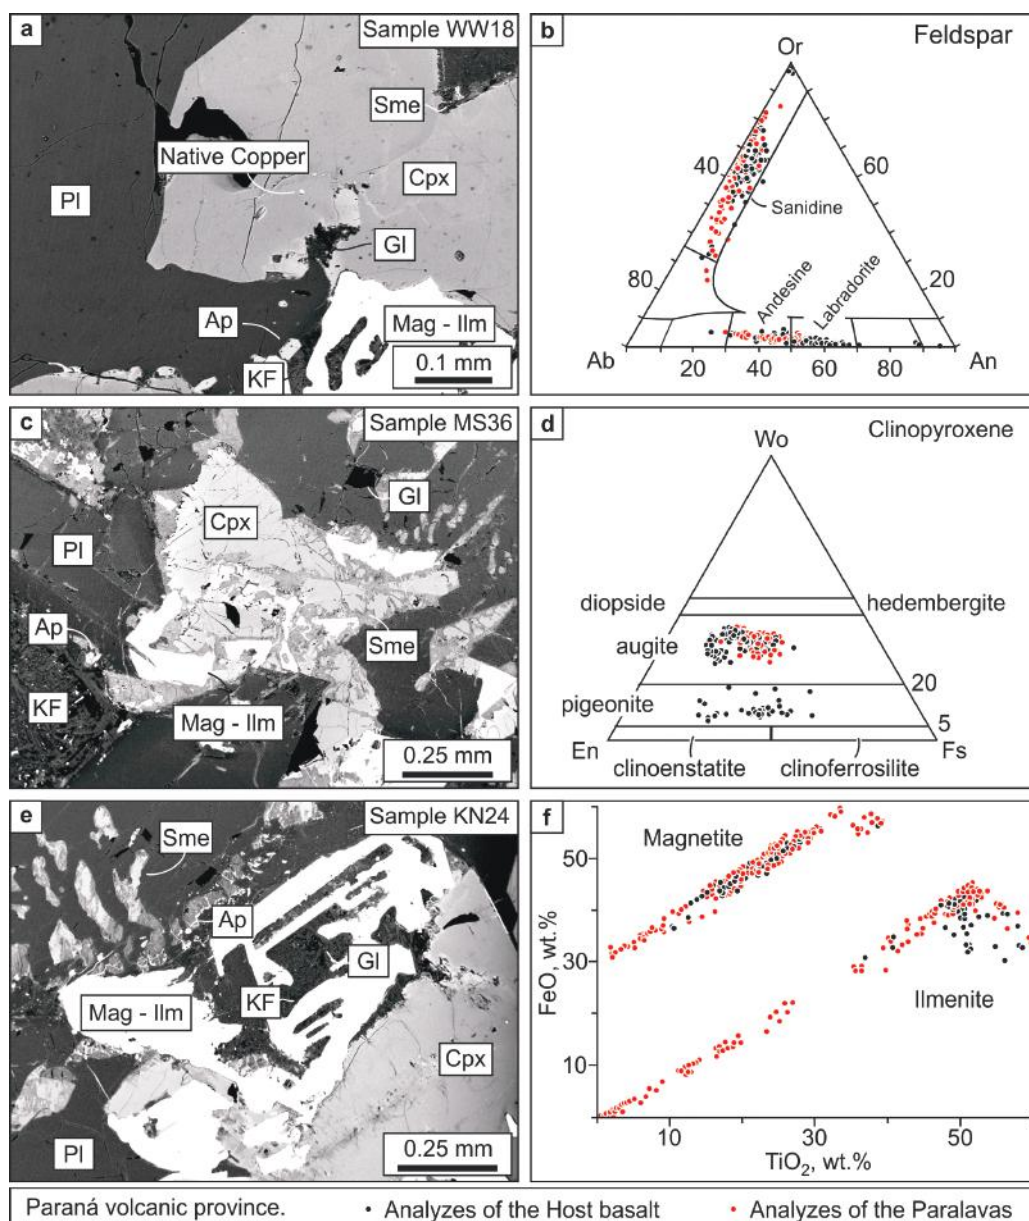 a
Sample WW18
Sme
Native Copper
Cpx
Pl
Gl
Ap
Mag - Ilm
KF
0.1 mm
b
Feldspar
Or
40
60
Sanidine
80
20
Andesine
Labradorite
Ab
An
20
40
60
80
c
Sample MS36
Gl
Cpx
Pl
Ap
Sme
KF
Mag - Ilm
0.25 mm
d
Clinopyroxene
Wo
diopside
hedembergite
augite
20
pigeonite
5
En
Fs
clinoenstatite
clinoferrosilite
e
Sample KN24
Sme
Ap
Gl
KF
Mag - Ilm
Cpx
Pl
0.25 mm
f
Magnetite
50
FeO, wt.%
30
Ilmenite
10
10
30
50
TiO2, wt.%
Paraná volcanic province.
• Analyzes of the Host basalt
• Analyzes of the Paralavas